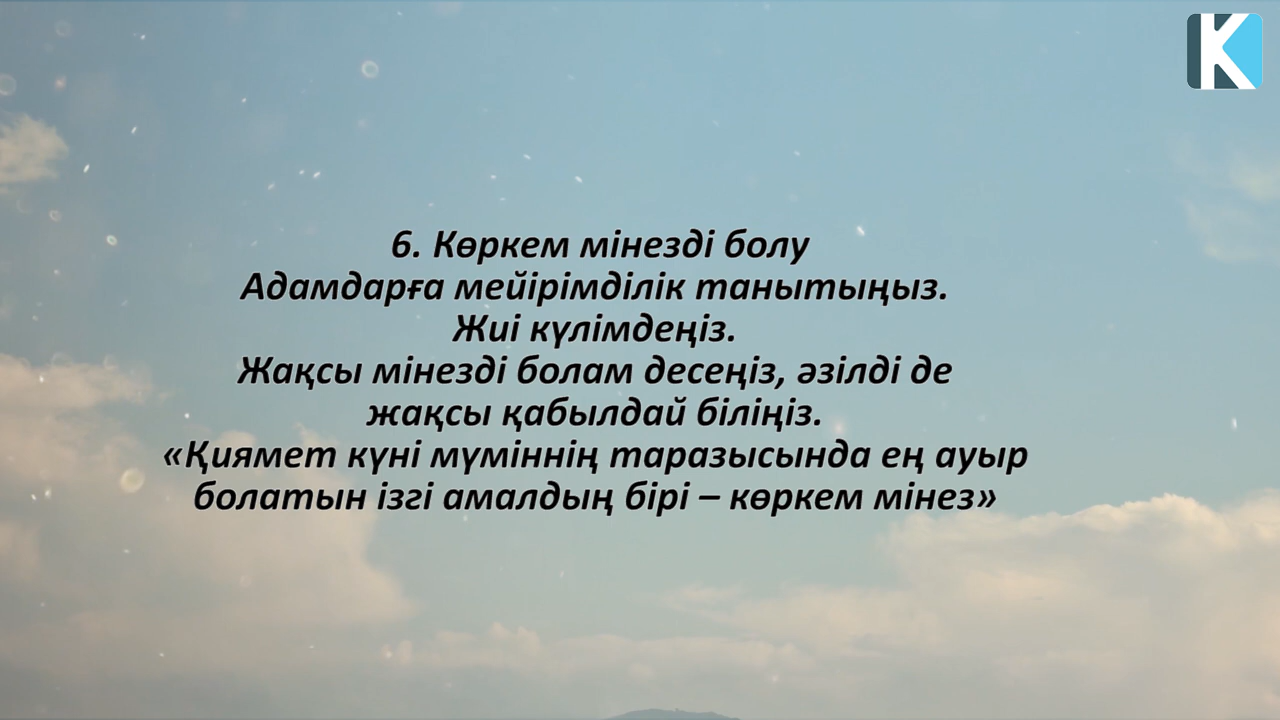 K
6. Көркем мінезді болу
Адамдарға мейірімділік танытыңыз.
Жиі күлімдеңіз.
Жақсы мінезді болам десеңіз, әзілді де
жақсы қабылдай біліңіз.
«Қиямет күні мүміннің таразысында ең ауыр
болатын ізгі амалдың бірі – көркем мінез»